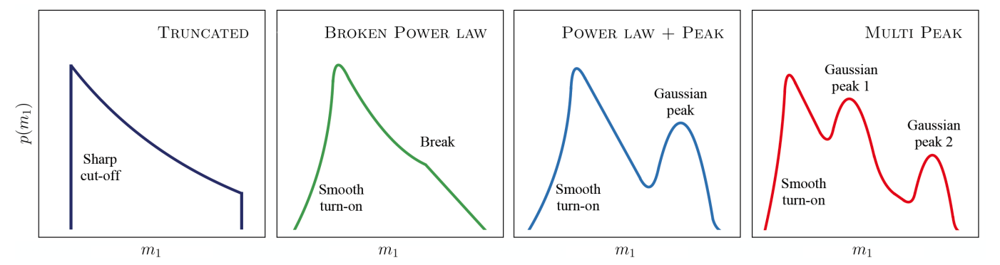 TRUNCATED
Sharp
cut-off
p(m₁)
m₁
BROKEN POWER LAW
Break
Smooth
turn-on
m₁
POWER LAW + PEAK
Gaussian
peak
Smooth
turn-on
m₁
MULTI PEAK
Gaussian
peak 1
Gaussian
peak 2
Smooth
turn-on
m₁